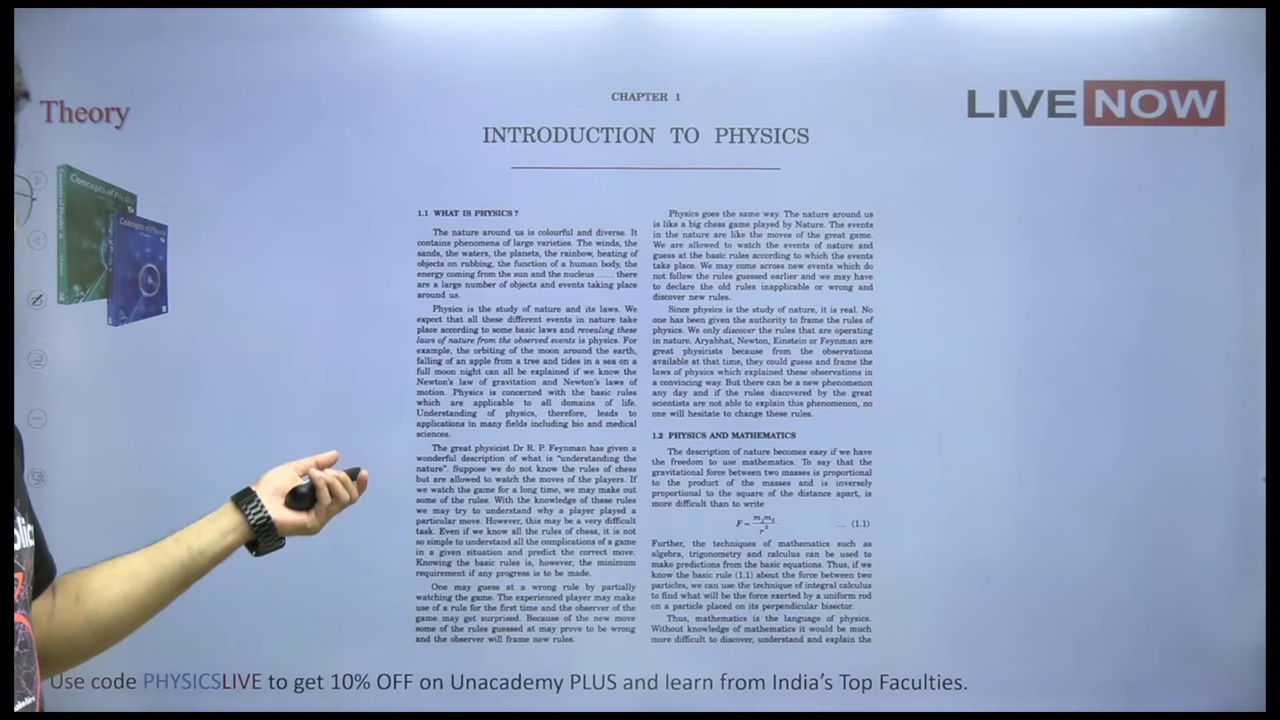 Theory
LIVE NOW
CHAPTER 1
INTRODUCTION TO PHYSICS
Concepts of
Concepts of Physics
1.1 WHAT IS PHYSICS?
The nature around us is colourful and diverse. It
contains phenomena of large varieties. The winds, the
sands, the waters, the planets, the rainbow, heating of
objects on rubbing, the function of a human body, the
energy coming from the sun and the nucleus ...... there
are a large number of objects and events taking place
around us.
Physics is the study of nature and its laws. We
expect that all these different events in nature take
place according to some basic laws and revealing these
laws of nature from the observed events is physics. For
example, the orbiting of the moon around the earth,
falling of an apple from a tree and tides in a sea on a
full moon night can all be explained if we know the
Newton's law of gravitation and Newton's laws of
motion. Physics is concerned with the basic rules
which are applicable to all domains of life.
Understanding of physics, therefore, leads to
applications in many fields including bio and medical
sciences.
The great physicist Dr R. P. Feynman has given a
wonderful description of what is "understanding the
nature". Suppose we do not know the rules of chess
but are allowed to watch the moves of the players. If
we watch the game for a long time, we may make out
some of the rules. With the knowledge of these rules
we may try to understand why a player played a
particular move. However, this may be a very difficult
task. Even if we know all the rules of chess, it is not
so simple to understand all the complications of a game
in a given situation and predict the correct move.
Knowing the basic rules is, however, the minimum
requirement if any progress is to be made.
One may guess at a wrong rule by partially
watching the game. The experienced player may make
use of a rule for the first time and the observer of the
game may get surprised. Because of the new move
some of the rules guessed at may prove to be wrong
and the observer will frame new rules.
Physics goes the same way. The nature around us
is like a big chess game played by Nature. The events
in the nature are like the moves of the great game.
We are allowed to watch the events of nature and
guess at the basic rules according to which the events
take place. We may come across new events which do
not follow the rules guessed earlier and we may have
to declare the old rules inapplicable or wrong and
discover new rules.
Since physics is the study of nature, it is real. No
one has been given the authority to frame the rules of
physics. We only discover the rules that are operating
in nature. Aryabhat, Newton, Einstein or Feynman are
great physicists because from the observations
available at that time, they could guess and frame the
laws of physics which explained these observations in
a convincing way. But there can be a new phenomenon
any day and if the rules discovered by the great
scientists are not able to explain this phenomenon, no
one will hesitate to change these rules.
1.2 PHYSICS AND MATHEMATICS
The description of nature becomes easy if we have
the freedom to use mathematics. To say that the
gravitational force between two masses is proportional
to the product of the masses and is inversely
proportional to the square of the distance apart, is
more difficult than to write
F = m₁m₂/r² ... (1.1)
Further, the techniques of mathematics such as
algebra, trigonometry and calculus can be used to
make predictions from the basic equations. Thus, if we
know the basic rule (1.1) about the force between two
particles, we can use the technique of integral calculus
to find what will be the force exerted by a uniform rod
on a particle placed on its perpendicular bisector.
Thus, mathematics is the language of physics.
Without knowledge of mathematics it would be much
more difficult to discover, understand and explain the
Use code PHYSICSLIVE to get 10% OFF on Unacademy PLUS and learn from India's Top Faculties.